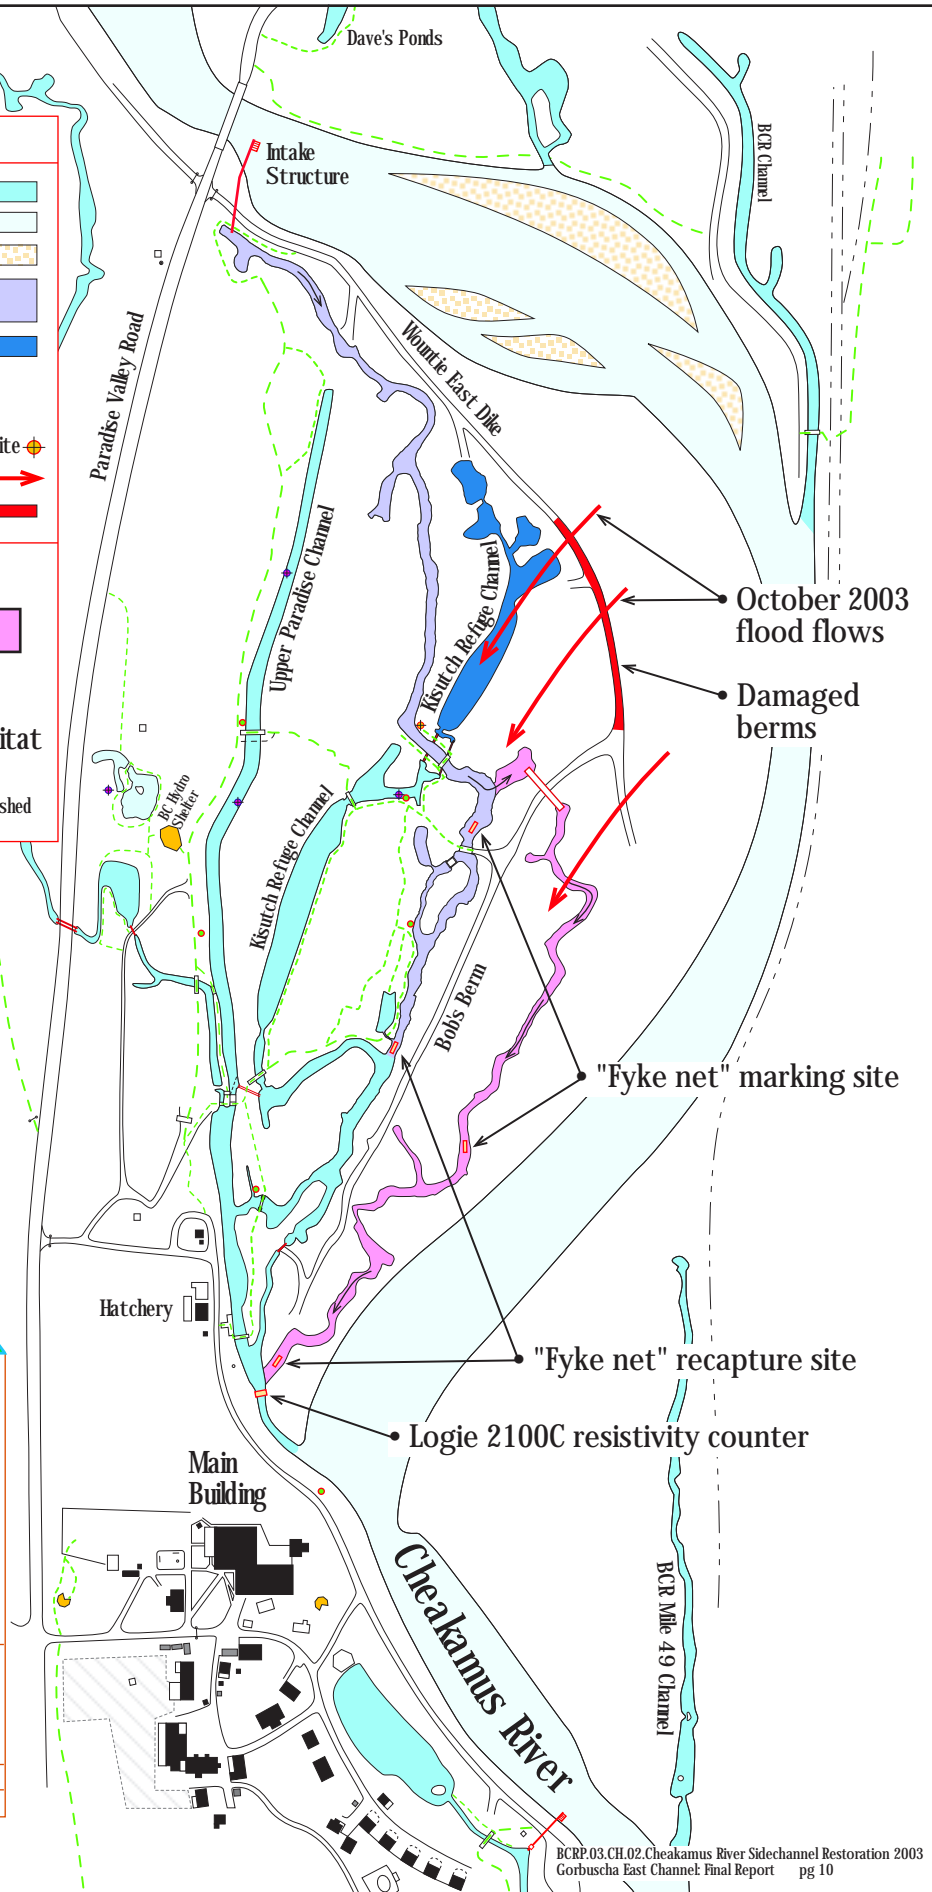 Dave's Ponds
Intake
Structure
BCR Channel
Paradise Valley Road
Wountie East Dike
ite
Upper Paradise Channel
Kisutch Refuge Channel
October 2003
flood flows
Damaged
berms
itat
shed
BC Hydro
Shelter
Kisutch Refuge Channel
Bob's Berm
"Fyke net" marking site
Hatchery
"Fyke net" recapture site
Logie 2100C resistivity counter
Main
Building
Cheakamus River
BCR Mile 49 Channel
BCRP.03.CH.02.Cheakamus River Sidechannel Restoration 2003
Gorbuscha East Channel: Final Report pg 10